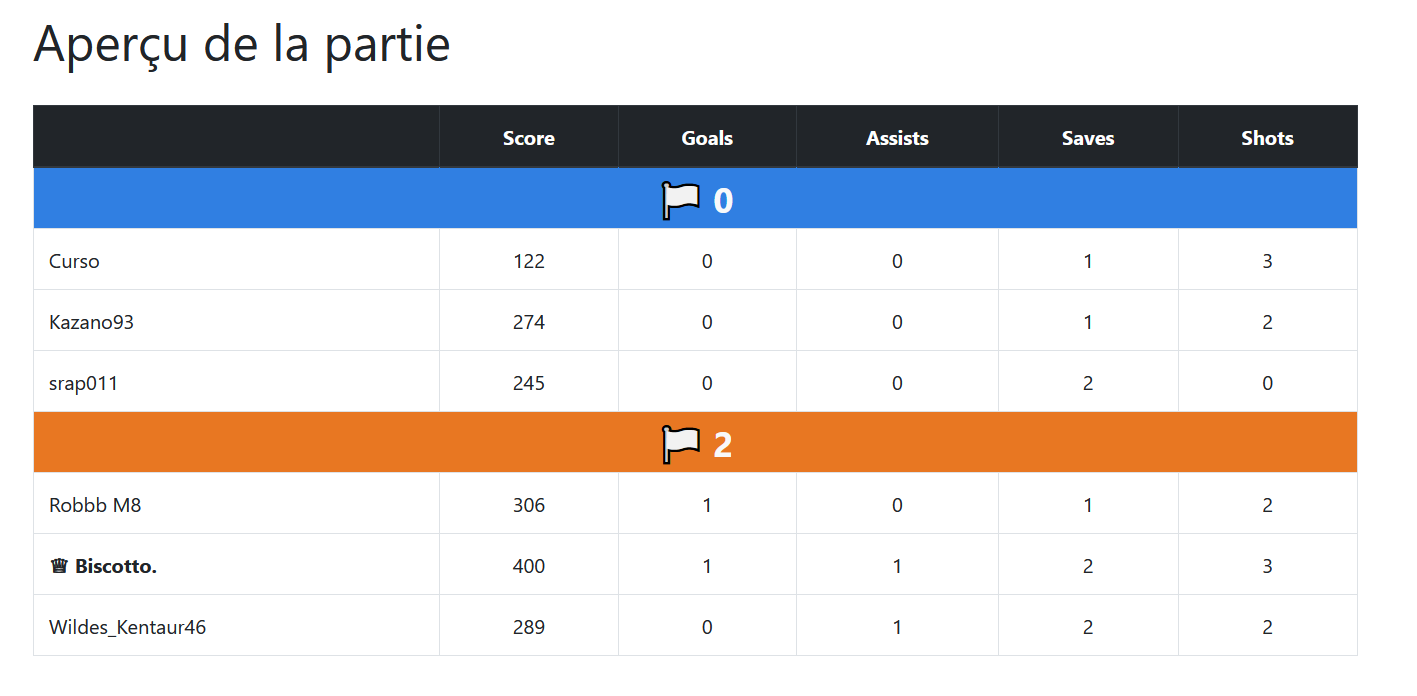 Aperçu de la partie
Score Goals Assists Saves Shots
0
Curso 122 0 0 1 3
Kazano93 274 0 0 1 2
srap011 245 0 0 2 0
2
Robbb M8 306 1 0 1 2
♛ Biscotto. 400 1 1 2 3
Wildes_Kentaur46 289 0 1 2 2